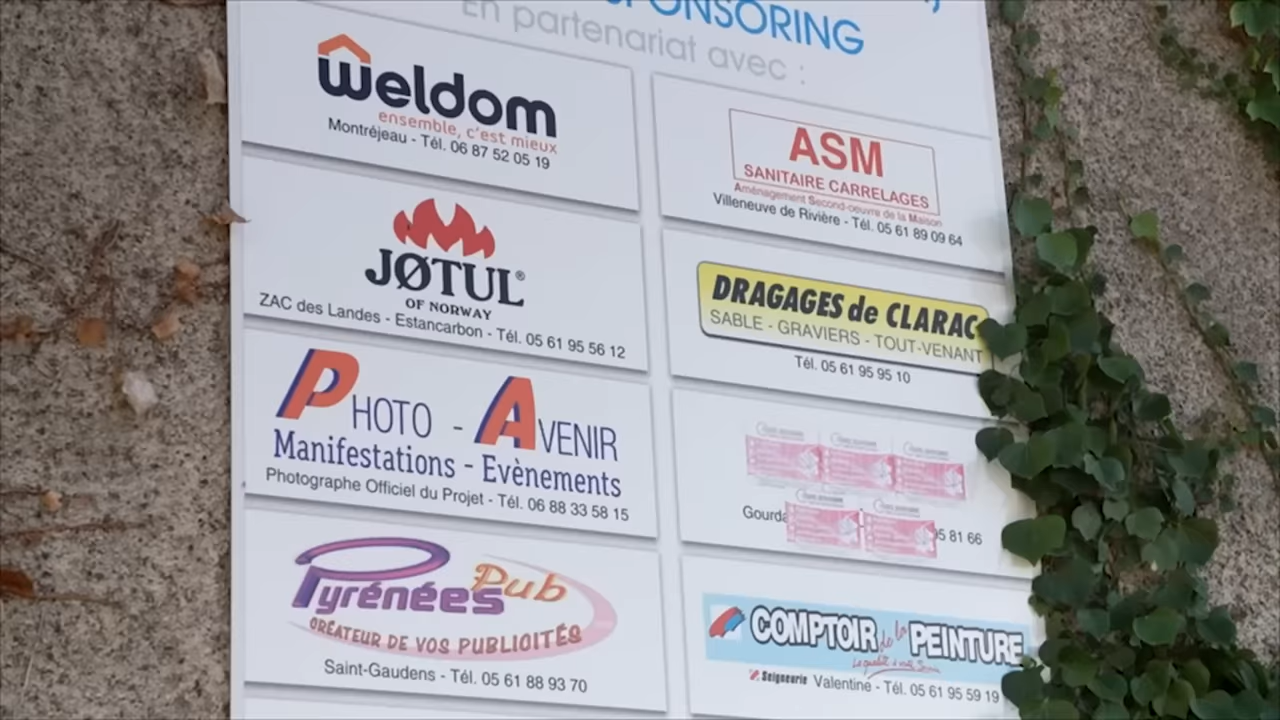 SPONSORING
En partenariat avec :
weldom
ensemble, c'est mieux
Montréjeau - Tél. 06 87 52 05 19
ASM
SANITAIRE CARRELAGES
Aménagement Second-oeuvre de la Maison
Villeneuve de Rivière - Tél. 05 61 89 09 64
JØTUL®
OF NORWAY
ZAC des Landes - Estancarbon - Tél. 05 61 95 56 12
DRAGAGES de CLARAC
SABLE - GRAVIERS - TOUT-VENANT
Tél. 05 61 95 95 10
PHOTO - AVENIR
Manifestations - Evènements
Photographe Officiel du Projet - Tél. 06 88 33 58 15
Gourda 95 81 66
Pyrénées Pub
CRÉATEUR DE VOS PUBLICITÉS
Saint-Gaudens - Tél. 05 61 88 93 70
COMPTOIR de la PEINTURE
La qualité à votre Service
Seigneurie Valentine - Tél. 05 61 95 59 19